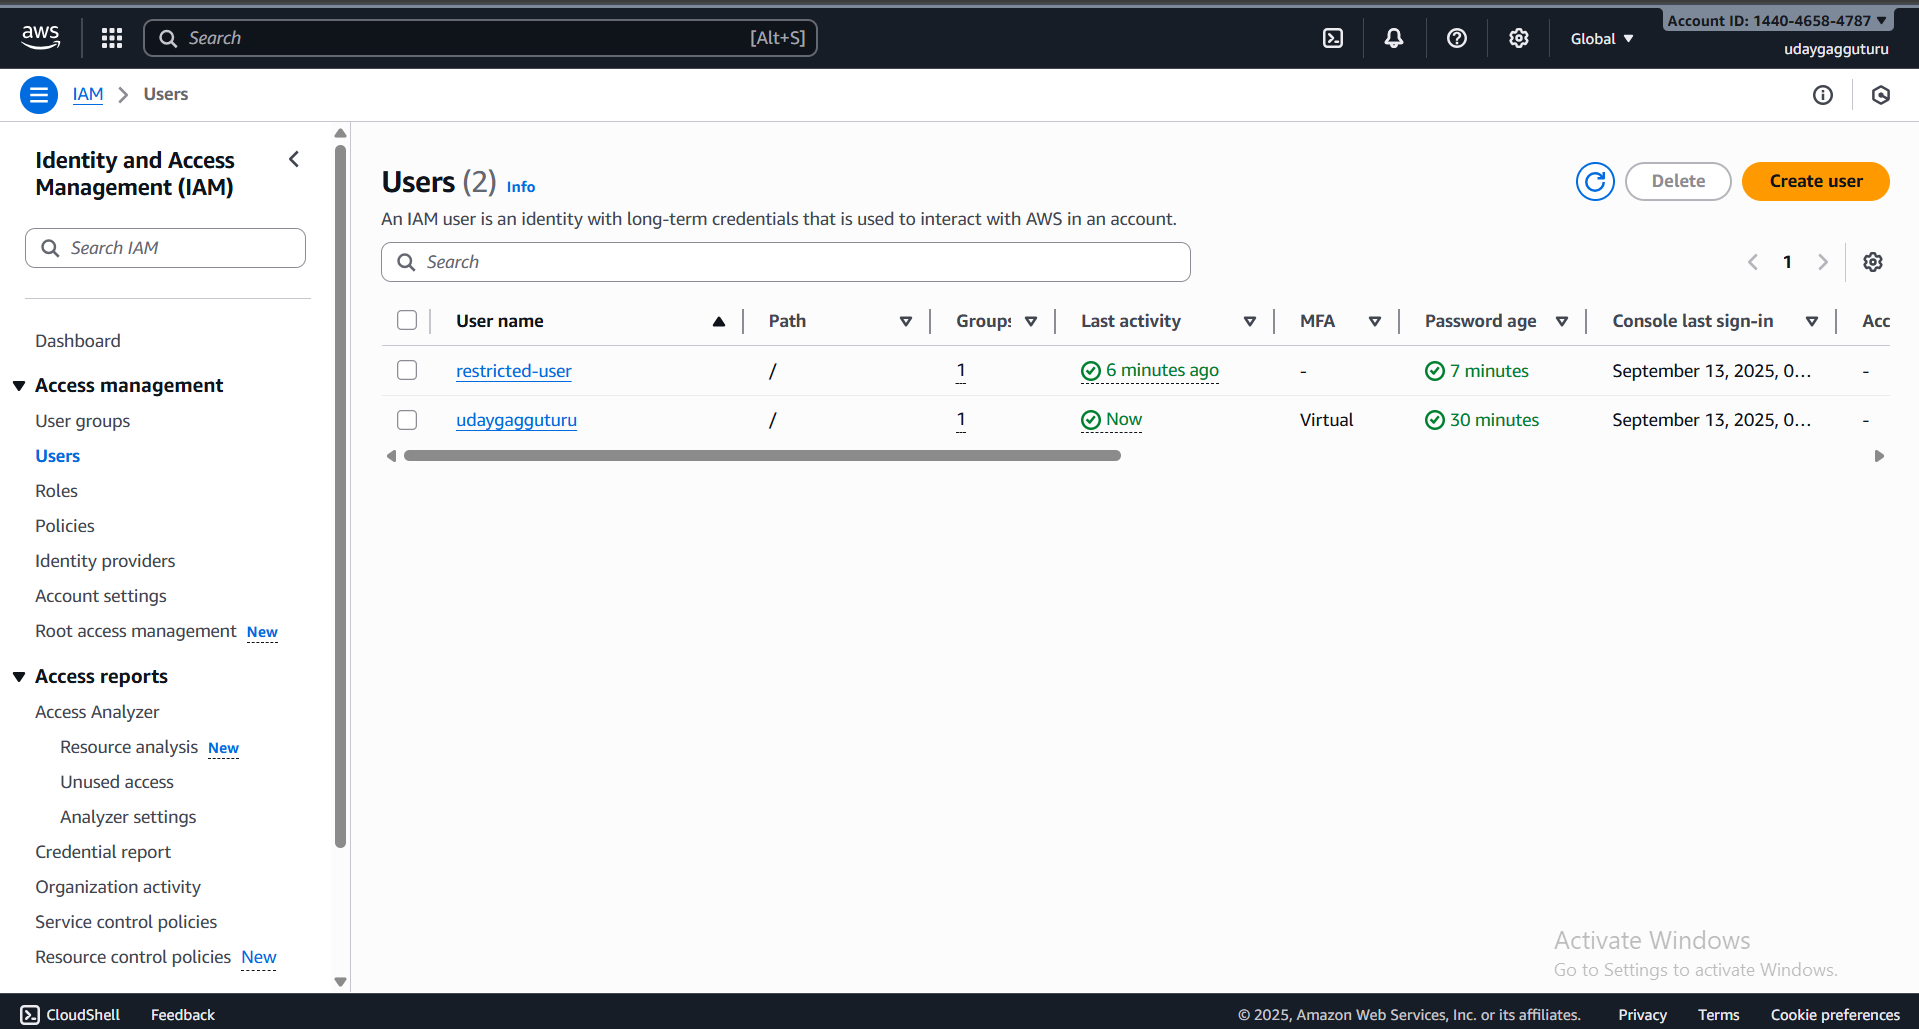 aws
Search [Alt+S]
Global
Account ID: 1440-4658-4787
udaygagguturu
IAM > Users
Identity and Access
Management (IAM)
Search IAM
Dashboard
Access management
User groups
Users
Roles
Policies
Identity providers
Account settings
Root access management New
Access reports
Access Analyzer
Resource analysis New
Unused access
Analyzer settings
Credential report
Organization activity
Service control policies
Resource control policies New
Users (2) Info
Delete
Create user
An IAM user is an identity with long-term credentials that is used to interact with AWS in an account.
Search
1
User name Path Groups Last activity MFA Password age Console last sign-in Acc
restricted-user / 1 6 minutes ago - 7 minutes September 13, 2025, 0... -
udaygagguturu / 1 Now Virtual 30 minutes September 13, 2025, 0... -
Activate Windows
Go to Settings to activate Windows.
CloudShell Feedback © 2025, Amazon Web Services, Inc. or its affiliates. Privacy Terms Cookie preferences